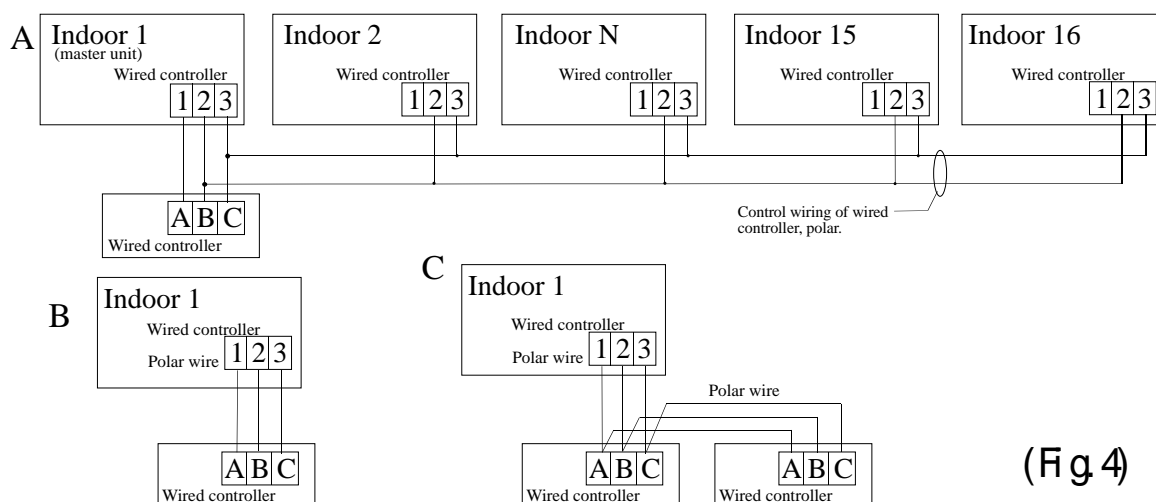 A
Indoor 1
(master unit)
Wired controller
1 2 3
Indoor 2
Wired controller
1 2 3
Indoor N
Wired controller
1 2 3
Indoor 15
Wired controller
1 2 3
Indoor 16
Wired controller
1 2 3
A B C
Wired controller
Control wiring of wired
controller, polar.
B
Indoor 1
Wired controller
Polar wire
1 2 3
A B C
Wired controller
C
Indoor 1
Wired controller
Polar wire
1 2 3
Polar wire
A B C
Wired controller
A B C
Wired controller
(Fig.4)